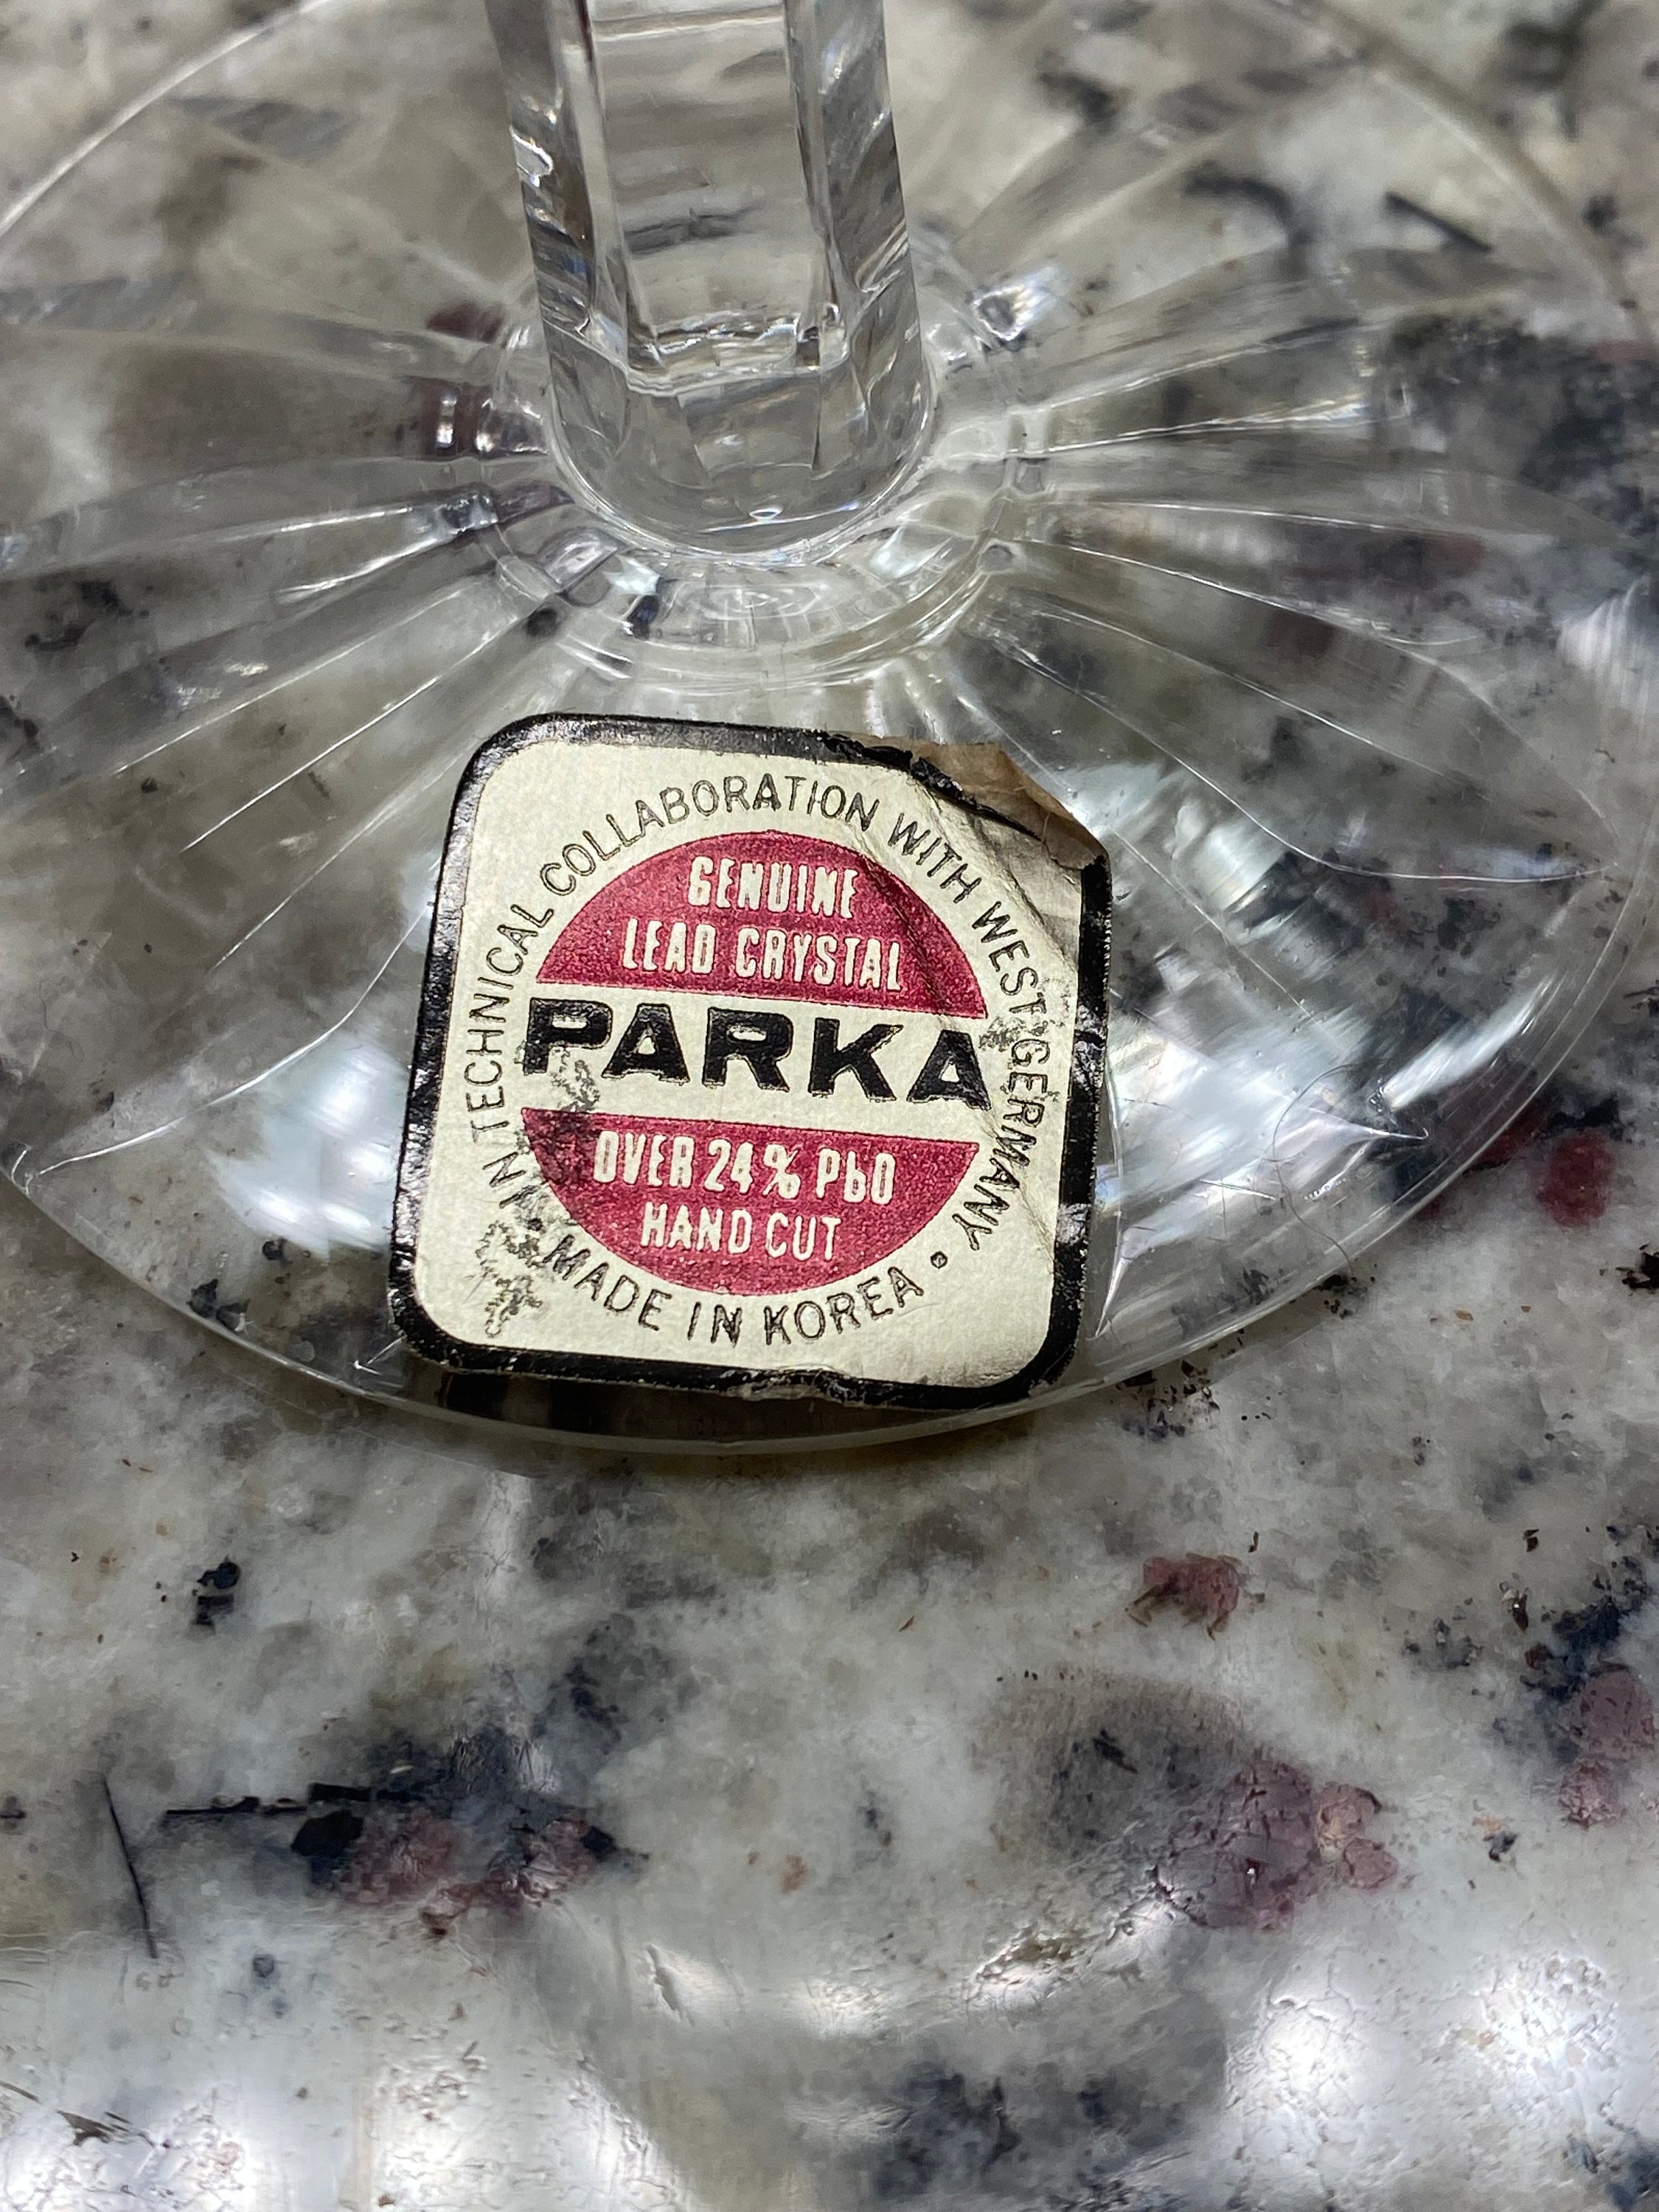 IN TECHNICAL COLLABORATION WITH WEST GERMANY •
GENUINE
LEAD CRYSTAL
PARKA
OVER 24% PbO
HAND CUT
MADE IN KOREA